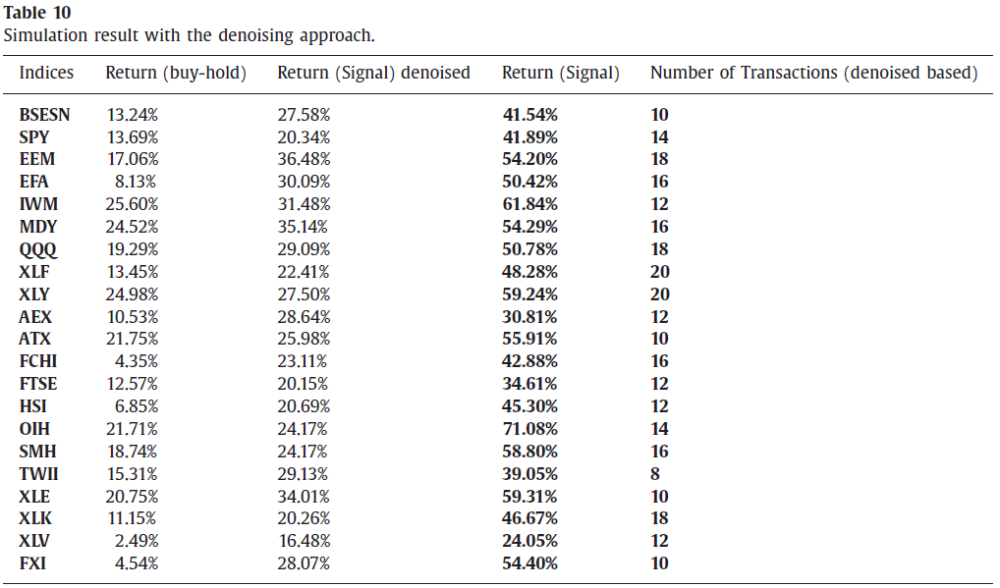 Table 10
Simulation result with the denoising approach.
Indices Return (buy-hold) Return (Signal) denoised Return (Signal) Number of Transactions (denoised based)
BSESN 13.24% 27.58% 41.54% 10
SPY 13.69% 20.34% 41.89% 14
EEM 17.06% 36.48% 54.20% 18
EFA 8.13% 30.09% 50.42% 16
IWM 25.60% 31.48% 61.84% 12
MDY 24.52% 35.14% 54.29% 16
QQQ 19.29% 29.09% 50.78% 18
XLF 13.45% 22.41% 48.28% 20
XLY 24.98% 27.50% 59.24% 20
AEX 10.53% 28.64% 30.81% 12
ATX 21.75% 25.98% 55.91% 10
FCHI 4.35% 23.11% 42.88% 16
FTSE 12.57% 20.15% 34.61% 12
HSI 6.85% 20.69% 45.30% 12
OIH 21.71% 24.17% 71.08% 14
SMH 18.74% 24.17% 58.80% 16
TWII 15.31% 29.13% 39.05% 8
XLE 20.75% 34.01% 59.31% 10
XLK 11.15% 20.26% 46.67% 18
XLV 2.49% 16.48% 24.05% 12
FXI 4.54% 28.07% 54.40% 10